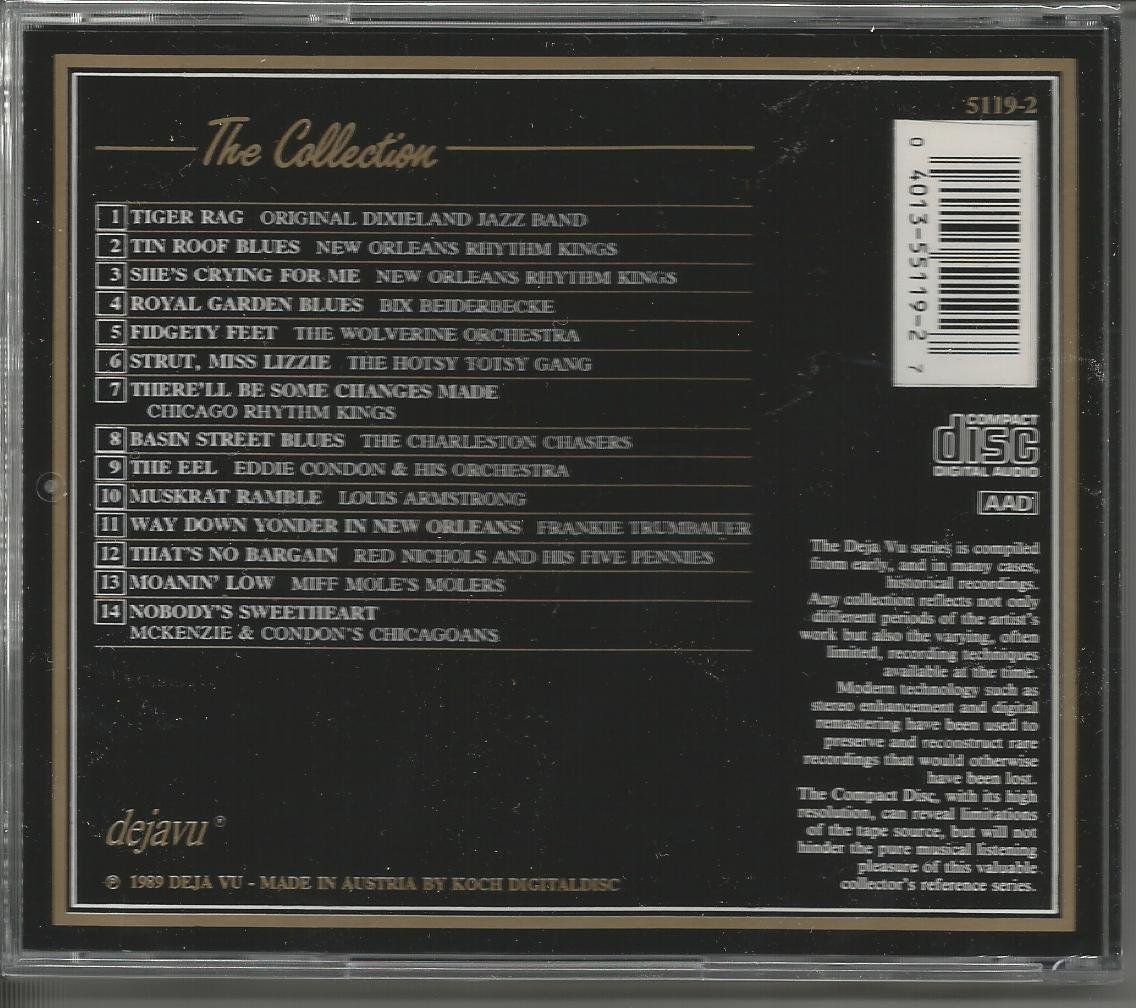 The Collection
5119-2
0 4013-55119-2 7
1 TIGER RAG ORIGINAL DIXIELAND JAZZ BAND
2 TIN ROOF BLUES NEW ORLEANS RHYTHM KINGS
3 SHE'S CRYING FOR ME NEW ORLEANS RHYTHM KINGS
4 ROYAL GARDEN BLUES BIX BEIDERBECKE
5 FIDGETY FEET THE WOLVERINE ORCHESTRA
6 STRUT, MISS LIZZIE THE HOTSY TOTSY GANG
7 THERE'LL BE SOME CHANGES MADE
CHICAGO RHYTHM KINGS
8 BASIN STREET BLUES THE CHARLESTON CHASERS
9 THE EEL EDDIE CONDON & HIS ORCHESTRA
10 MUSKRAT RAMBLE LOUIS ARMSTRONG
11 WAY DOWN YONDER IN NEW ORLEANS FRANKIE TRUMBAUER
12 THAT'S NO BARGAIN RED NICHOLS AND HIS FIVE PENNIES
13 MOANIN' LOW MIFF MOLE'S MOLERS
14 NOBODY'S SWEETHEART
MCKENZIE & CONDON'S CHICAGOANS
COMPACT
disc
DIGITAL AUDIO
AAD
The Deja Vu series is compiled
from early, and in many cases,
historical recordings.
Any collection reflects not only
different periods of the artist's
work but also the varying, often
limited, recording techniques
available at the time.
Modern technology such as
stereo enhancement and digital
remastering have been used to
preserve and reconstruct rare
recordings that would otherwise
have been lost.
The Compact Disc, with its high
resolution, can reveal limitations
of the tape source, but will not
hinder the pure musical listening
pleasure of this valuable
collector's reference series.
dejavu ®
℗ 1989 DEJA VU - MADE IN AUSTRIA BY KOCH DIGITALDISC